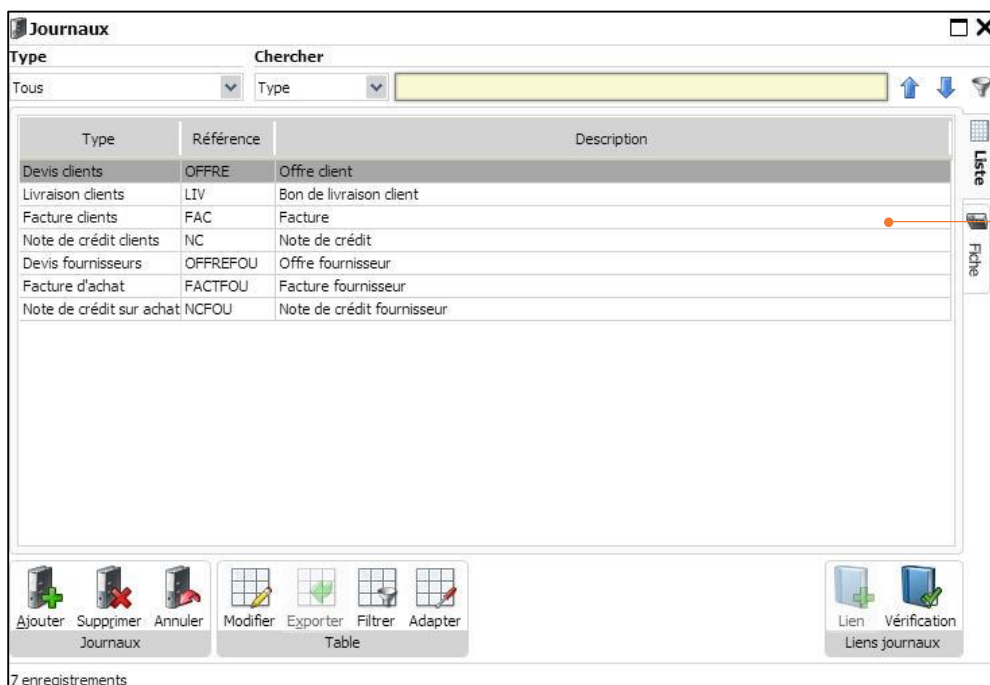 Journaux
Type Chercher
Tous Type
Type Référence Description
Devis clients OFFRE Offre client
Livraison clients LIV Bon de livraison client
Facture clients FAC Facture
Note de crédit clients NC Note de crédit
Devis fournisseurs OFFREFOU Offre fournisseur
Facture d'achat FACTFOU Facture fournisseur
Note de crédit sur achat NCFOU Note de crédit fournisseur
Liste
Fiche
Ajouter Supprimer Annuler Modifier Exporter Filtrer Adapter Lien Vérification
Journaux Table Liens journaux
7 enregistrements